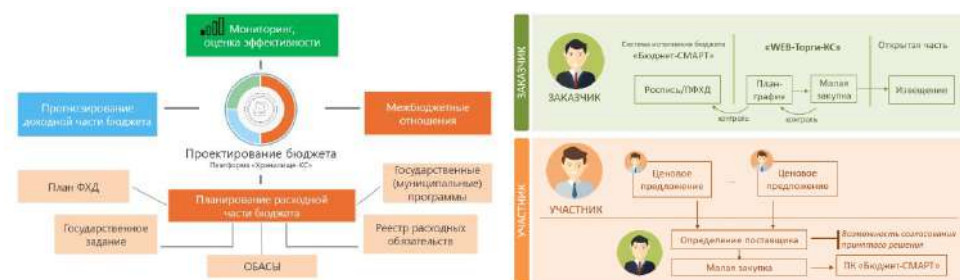 Мониторинг,
оценка эффективности
Прогнозирование
доходной части бюджета
Межбюджетные
отношения
Проектирование бюджета
Платформа «Хранилище-КС»
План ФХД
Государственные
(муниципальные)
программы
Планирование расходной
части бюджета
Государственное
задание
Реестр расходных
обязательств
ОБАСЫ
ЗАКАЗЧИК
Система исполнения бюджета
«Бюджет-СМАРТ»
«WEB-Торги-КС»
Открытая часть
ЗАКАЗЧИК
Роспись/ПФХД
План-
график
Малая
закупка
Извещение
контроль
контроль
УЧАСТНИК
Ценовое
предложение
...
Ценовое
предложение
УЧАСТНИК
Определение поставщика
Возможность согласования
принятого решения
Малая закупка
ПК «Бюджет-СМАРТ»